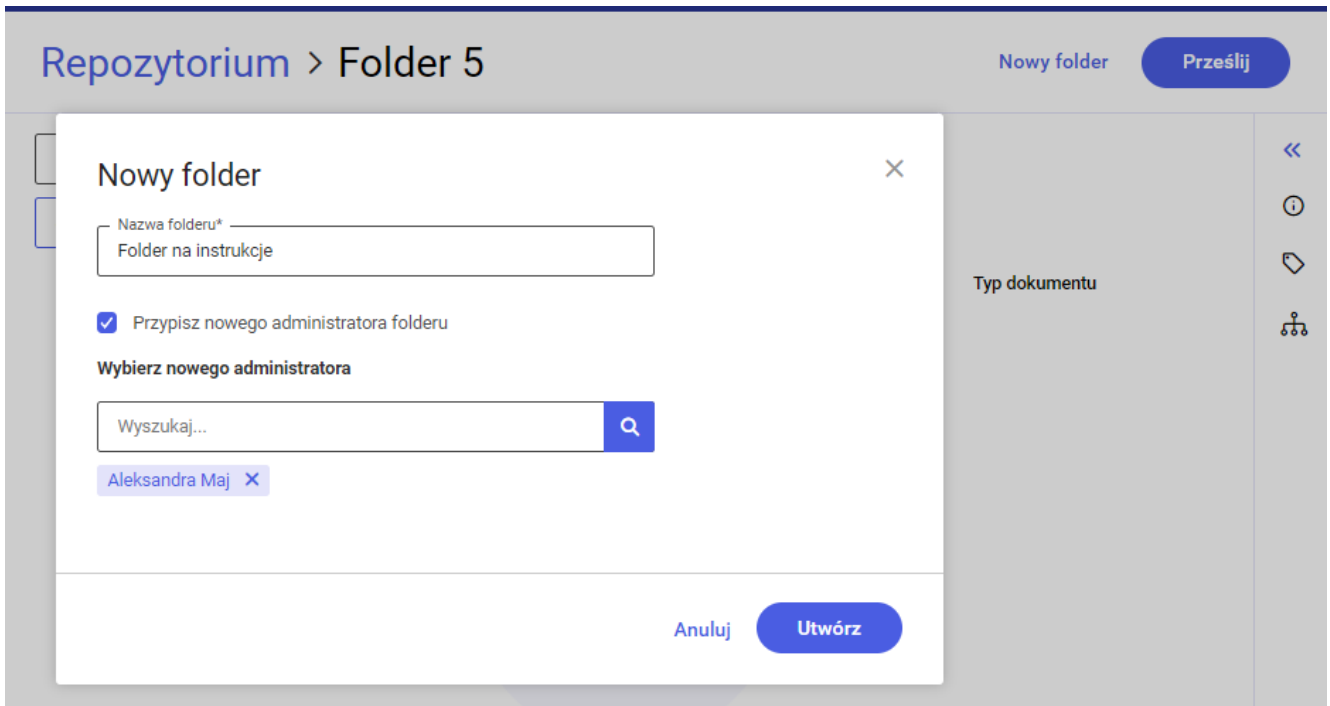 Repozytorium > Folder 5
Nowy folder
Prześlij
Nowy folder
Nazwa folderu*
Folder na instrukcje
Przypisz nowego administratora folderu
Wybierz nowego administratora
Wyszukaj...
Aleksandra Maj
Typ dokumentu
Anuluj
Utwórz